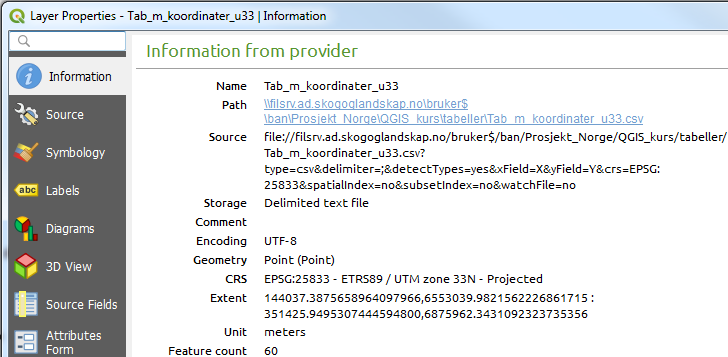 Layer Properties - Tab_m_koordinater_u33 | Information
Information
Source
Symbology
abc Labels
Diagrams
3D View
Source Fields
Attributes
Form
Information from provider
Name Tab_m_koordinater_u33
Path \\filsrv.ad.skogoglandskap.no\bruker$
\ban\Prosjekt_Norge\QGIS_kurs\tabeller\Tab_m_koordinater_u33.csv
Source file://filsrv.ad.skogoglandskap.no/bruker$/ban/Prosjekt_Norge/QGIS_kurs/tabeller/
Tab_m_koordinater_u33.csv?
type=csv&delimiter=;&detectTypes=yes&xField=X&yField=Y&crs=EPSG:
25833&spatialIndex=no&subsetIndex=no&watchFile=no
Storage Delimited text file
Comment
Encoding UTF-8
Geometry Point (Point)
CRS EPSG:25833 - ETRS89 / UTM zone 33N - Projected
Extent 144037.3875658964097966,6553039.9821562226861715 :
351425.9495307444594800,6875962.3431092323735356
Unit meters
Feature count 60